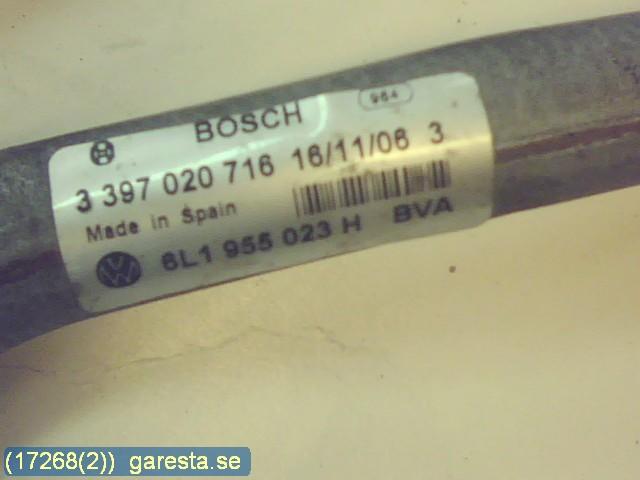 964
BOSCH
3 397 020 716 16/11/06 3
Made in Spain
6L1 955 023 H BVA
(17268(2)) garesta.se